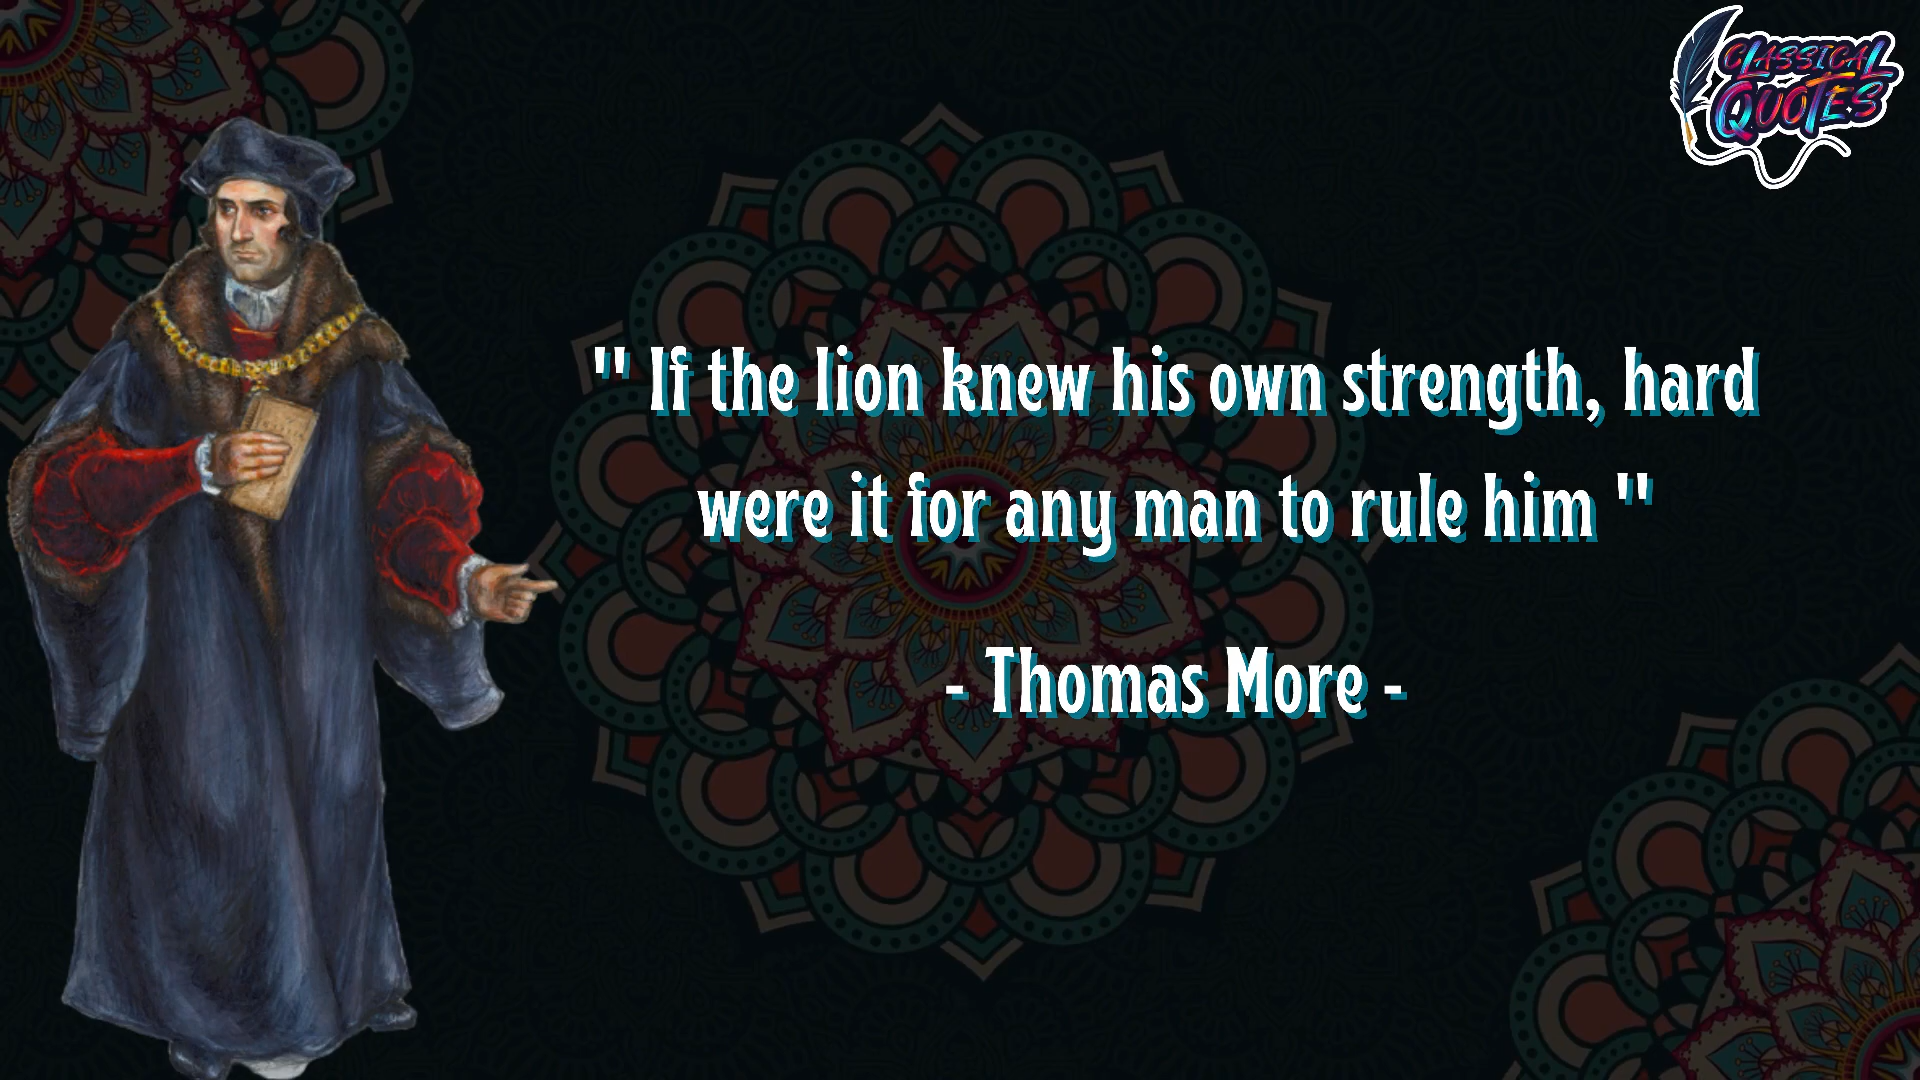 CLASSICAL
QUOTES
" If the lion knew his own strength, hard
were it for any man to rule him "
- Thomas More -